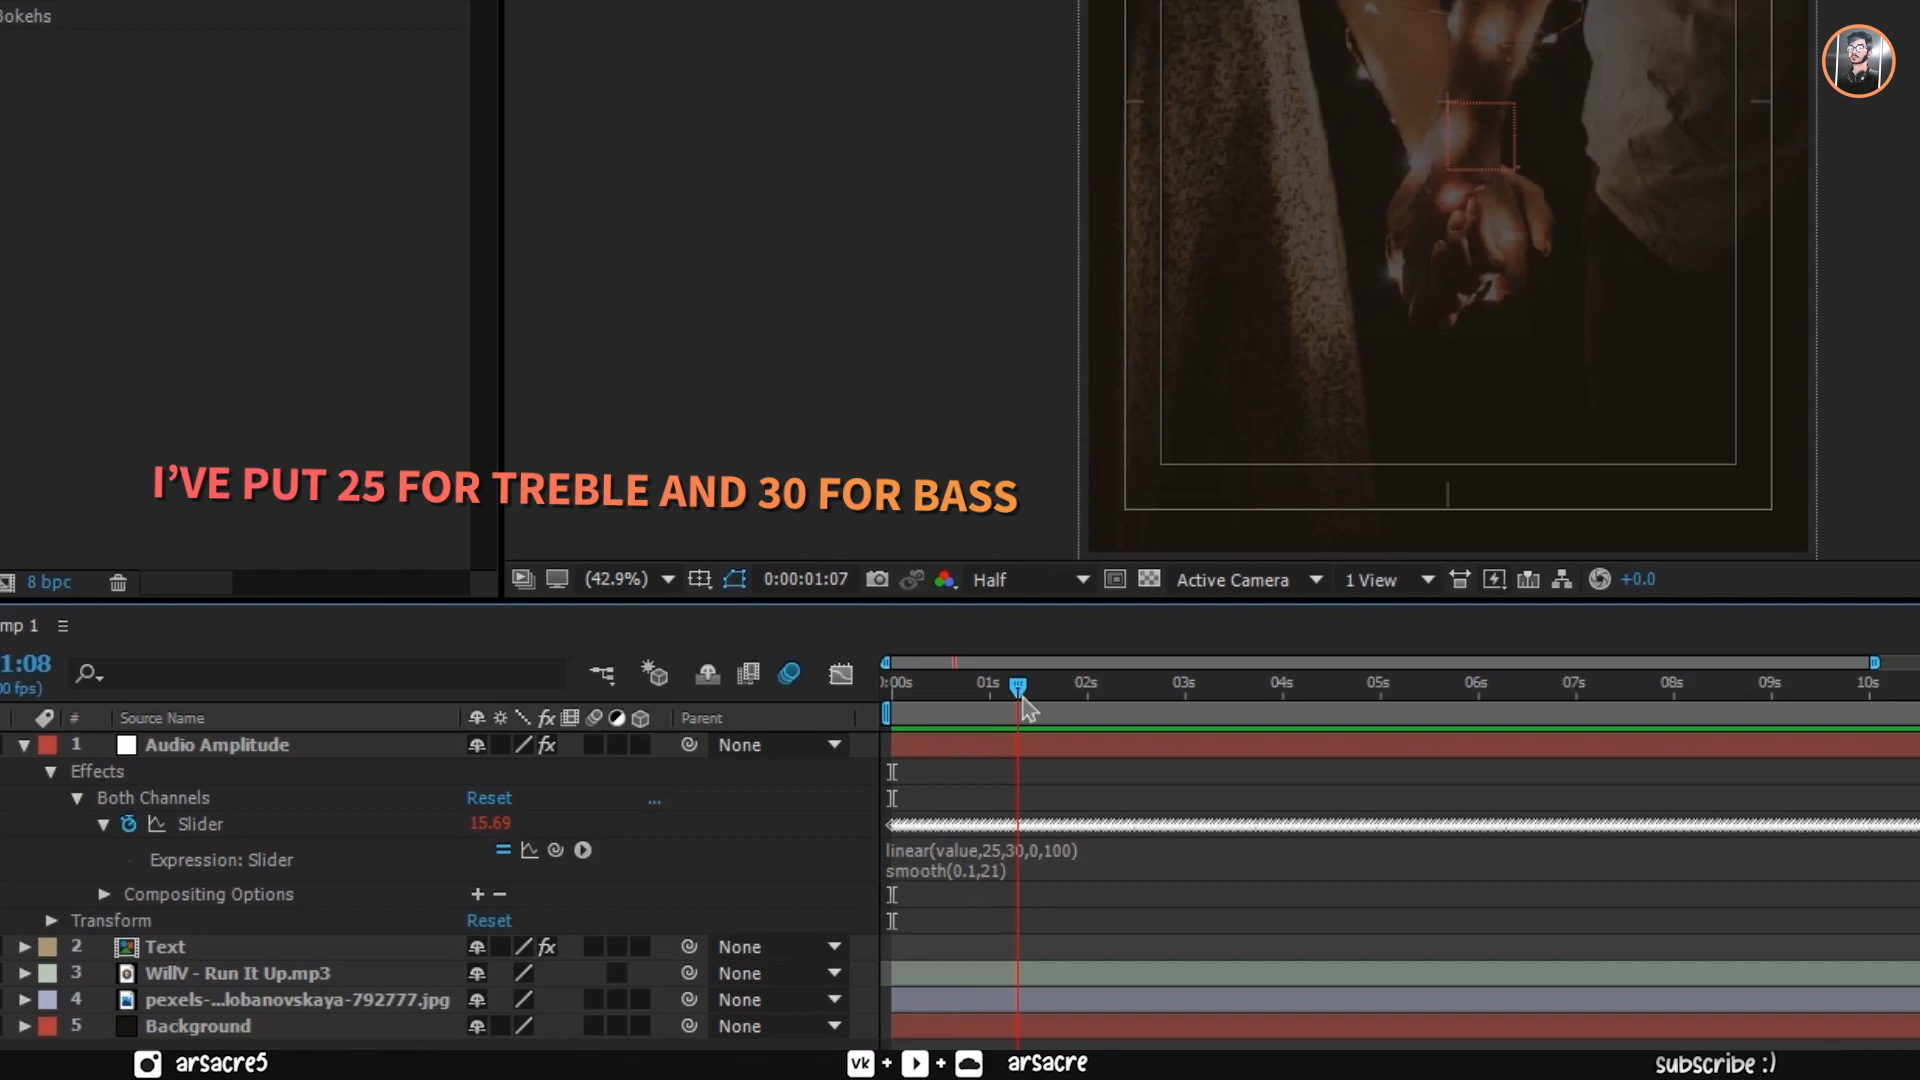 Bokehs
I'VE PUT 25 FOR TREBLE AND 30 FOR BASS
8 bpc
(42.9%)
0:00:01:07
Half
Active Camera
1 View
+0.0
mp 1
1:08
00 fps)
:00s 01s 02s 03s 04s 05s 06s 07s 08s 09s 10s
# Source Name fx Parent
1 Audio Amplitude fx None
Effects
Both Channels Reset ...
Slider 15.69
Expression: Slider
linear(value,25,30,0,100)
smooth(0.1,21)
Compositing Options + −
Transform Reset
2 Text fx None
3 WillV - Run It Up.mp3 None
4 pexels-...lobanovskaya-792777.jpg None
5 Background None
arsacre5
VK + + arsacre
subscribe :)